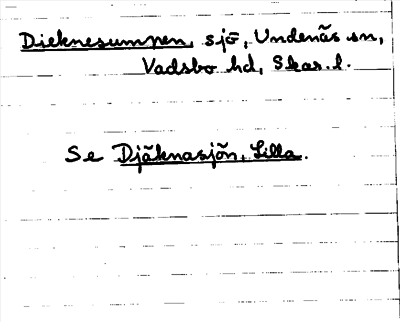 Dieknesumpen, sjö, Undenäs sn,
Vadsbo hd, Skar. l.
Se Djäknasjön, Lilla.